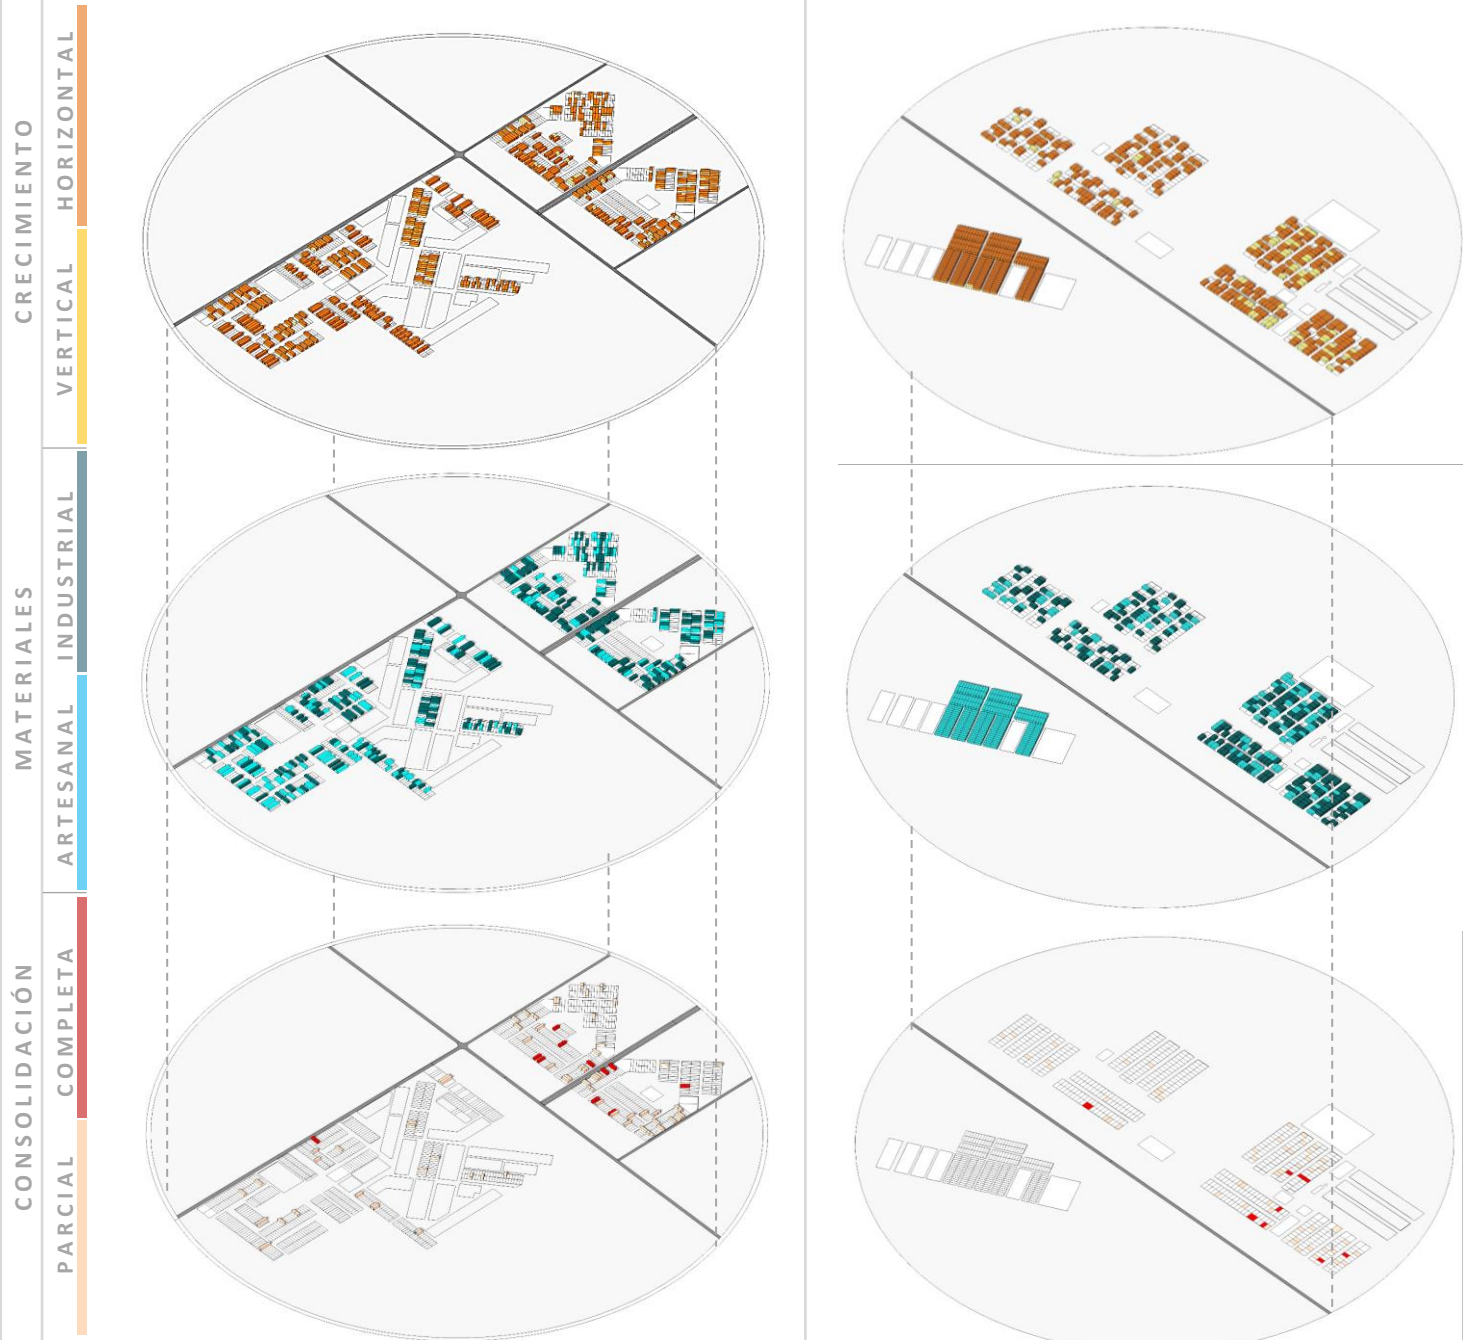 CRECIMIENTO
HORIZONTAL
VERTICAL
MATERIALES
INDUSTRIAL
ARTESANAL
CONSOLIDACIÓN
COMPLETA
PARCIAL